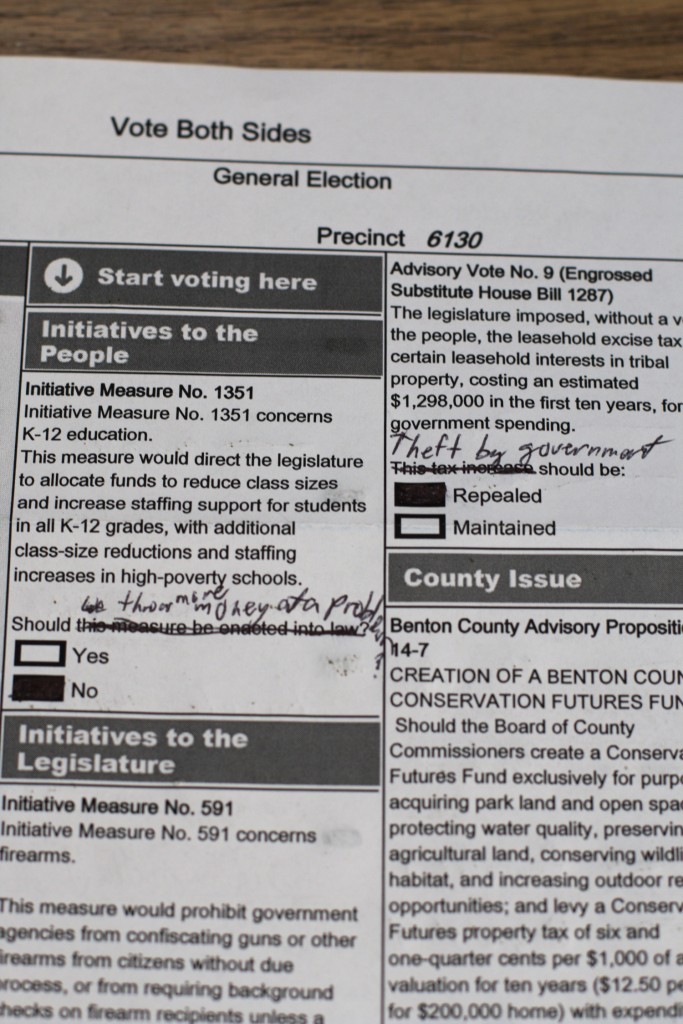 Vote Both Sides
General Election
Precinct 6130
Start voting here
Initiatives to the
People
Initiative Measure No. 1351
Initiative Measure No. 1351 concerns
K-12 education.
This measure would direct the legislature
to allocate funds to reduce class sizes
and increase staffing support for students
in all K-12 grades, with additional
class-size reductions and staffing
increases in high-poverty schools.
we throw more money at a problem?
Should this measure be enacted into law?
Yes
No
Initiatives to the
Legislature
Initiative Measure No. 591
Initiative Measure No. 591 concerns
firearms.
This measure would prohibit government
agencies from confiscating guns or other
firearms from citizens without due
process, or from requiring background
checks on firearm recipients unless a
Advisory Vote No. 9 (Engrossed
Substitute House Bill 1287)
The legislature imposed, without a v
the people, the leasehold excise tax
certain leasehold interests in tribal
property, costing an estimated
$1,298,000 in the first ten years, for
government spending.
Theft by government
This tax increase should be:
Repealed
Maintained
County Issue
Benton County Advisory Propositi
14-7
CREATION OF A BENTON COUN
CONSERVATION FUTURES FUN
Should the Board of County
Commissioners create a Conserva
Futures Fund exclusively for purpo
acquiring park land and open spa
protecting water quality, preservin
agricultural land, conserving wildli
habitat, and increasing outdoor re
opportunities; and levy a Conserv
Futures property tax of six and
one-quarter cents per $1,000 of a
valuation for ten years ($12.50 pe
for $200,000 home) with expendi